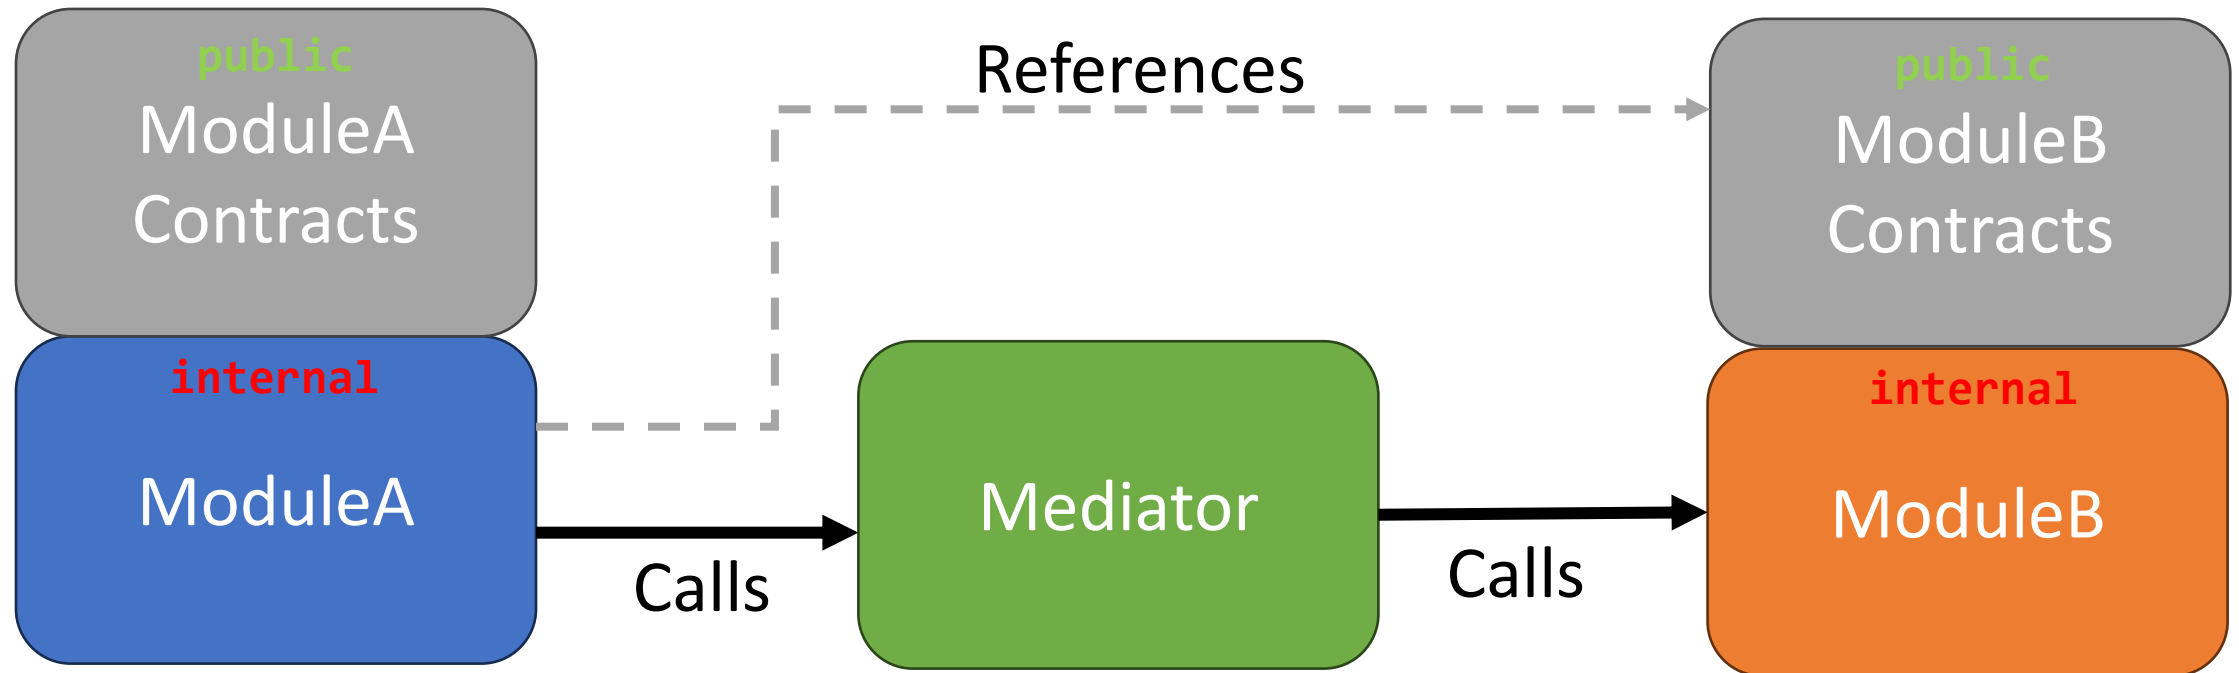 public
ModuleA
Contracts
internal
ModuleA
References
Calls
Mediator
Calls
public
ModuleB
Contracts
internal
ModuleB